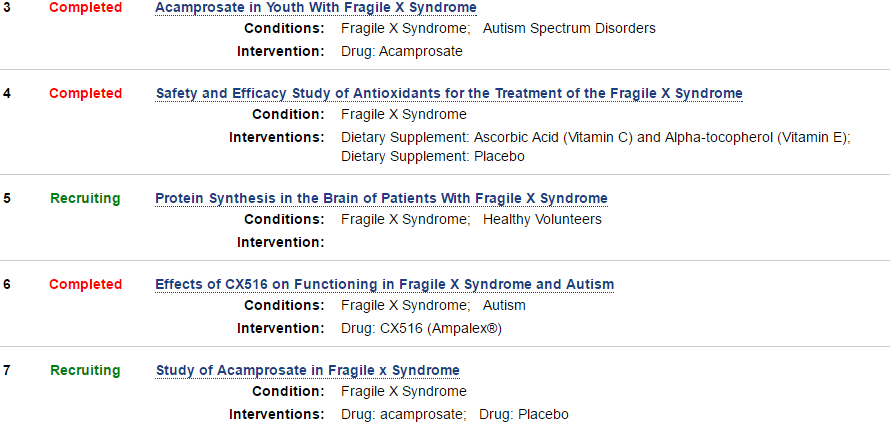 3 Completed Acamprosate in Youth With Fragile X Syndrome
Conditions: Fragile X Syndrome; Autism Spectrum Disorders
Intervention: Drug: Acamprosate
4 Completed Safety and Efficacy Study of Antioxidants for the Treatment of the Fragile X Syndrome
Condition: Fragile X Syndrome
Interventions: Dietary Supplement: Ascorbic Acid (Vitamin C) and Alpha-tocopherol (Vitamin E);
Dietary Supplement: Placebo
5 Recruiting Protein Synthesis in the Brain of Patients With Fragile X Syndrome
Conditions: Fragile X Syndrome; Healthy Volunteers
Intervention:
6 Completed Effects of CX516 on Functioning in Fragile X Syndrome and Autism
Conditions: Fragile X Syndrome; Autism
Intervention: Drug: CX516 (Ampalex®)
7 Recruiting Study of Acamprosate in Fragile x Syndrome
Condition: Fragile X Syndrome
Interventions: Drug: acamprosate; Drug: Placebo